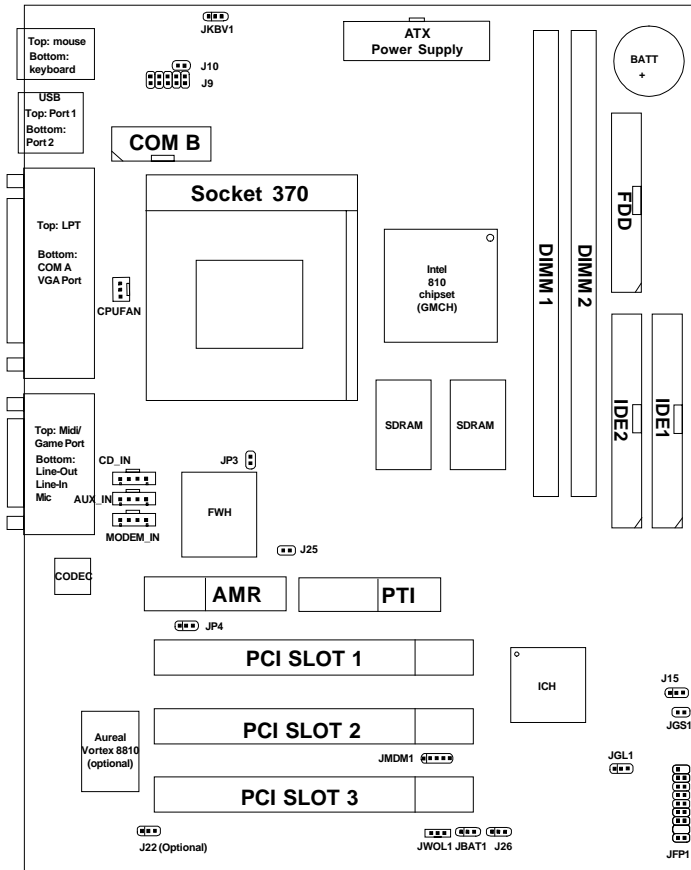 JKBV1
ATX
Power Supply
Top: mouse
Bottom:
keyboard
J10
J9
BATT
+
USB
Top: Port 1
Bottom:
Port 2
COM B
FDD
Socket 370
DIMM 1
DIMM 2
Top: LPT
Bottom:
COM A
VGA Port
Intel
810
chipset
(GMCH)
CPUFAN
SDRAM
SDRAM
IDE2
IDE1
Top: Midi/
Game Port
Bottom:
Line-Out
Line-In
Mic
CD_IN
AUX_IN
MODEM_IN
JP3
FWH
J25
CODEC
AMR
PTI
JP4
PCI SLOT 1
ICH
J15
JGS1
Aureal
Vortex 8810
(optional)
PCI SLOT 2
JMDM1
JGL1
PCI SLOT 3
J22 (Optional)
JWOL1
JBAT1
J26
JFP1